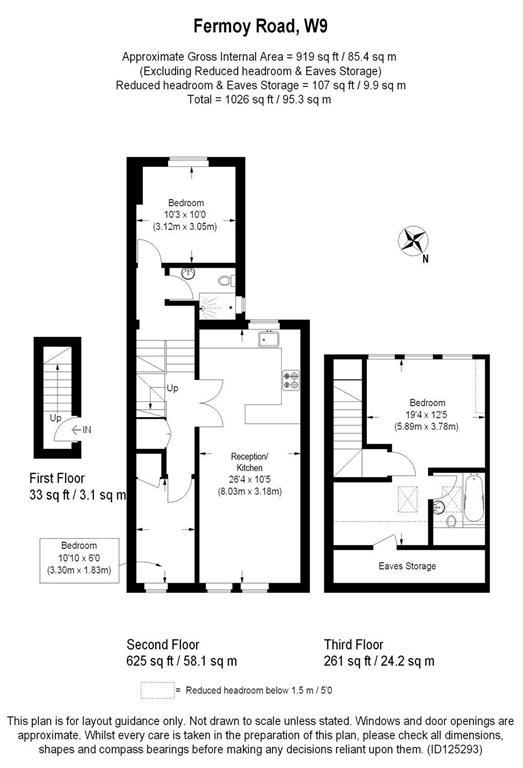 Fermoy Road, W9
Approximate Gross Internal Area = 919 sq ft / 85.4 sq m
(Excluding Reduced headroom & Eaves Storage)
Reduced headroom & Eaves Storage = 107 sq ft / 9.9 sq m
Total = 1026 sq ft / 95.3 sq m
Bedroom
10'3 x 10'0
(3.12m x 3.05m)
N
Up
IN
First Floor
33 sq ft / 3.1 sq m
Up
Reception/
Kitchen
26'4 x 10'5
(8.03m x 3.18m)
Bedroom
10'10 x 6'0
(3.30m x 1.83m)
Second Floor
625 sq ft / 58.1 sq m
Bedroom
19'4 x 12'5
(5.89m x 3.78m)
Eaves Storage
Third Floor
261 sq ft / 24.2 sq m
= Reduced headroom below 1.5 m / 5'0
This plan is for layout guidance only. Not drawn to scale unless stated. Windows and door openings are
approximate. Whilst every care is taken in the preparation of this plan, please check all dimensions,
shapes and compass bearings before making any decisions reliant upon them. (ID125293)